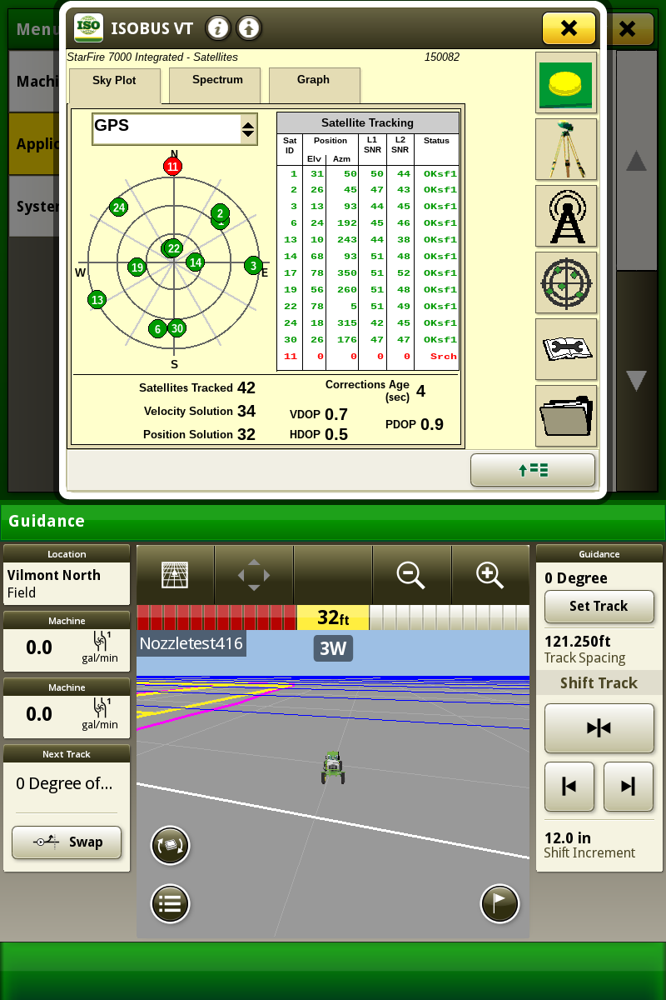 Menu
ISO
ISOBUS VT
StarFire 7000 Integrated - Satellites
150082
Machi
Applic
System
Sky Plot
Spectrum
Graph
GPS
N
W
E
S
11
24
2
1
22
14
3
19
13
6
30
Satellite Tracking
Sat ID Position L1 SNR L2 SNR Status
Elv Azm
1 31 50 50 44 OKsf1
2 26 45 47 43 OKsf1
3 13 93 44 45 OKsf1
6 24 192 45 46 OKsf1
13 10 243 44 38 OKsf1
14 68 93 51 48 OKsf1
17 78 350 51 52 OKsf1
19 56 260 51 48 OKsf1
22 78 5 51 49 OKsf1
24 18 315 42 45 OKsf1
30 26 176 47 47 OKsf1
11 0 0 0 0 Srch
Satellites Tracked 42
Velocity Solution 34
Position Solution 32
Corrections Age (sec) 4
VDOP 0.7
HDOP 0.5
PDOP 0.9
Guidance
Location
Vilmont North
Field
Machine
0.0
1
gal/min
Machine
0.0
1
gal/min
Next Track
0 Degree of...
Swap
32ft
Nozzletest416
3W
Guidance
0 Degree
Set Track
121.250ft
Track Spacing
Shift Track
12.0 in
Shift Increment